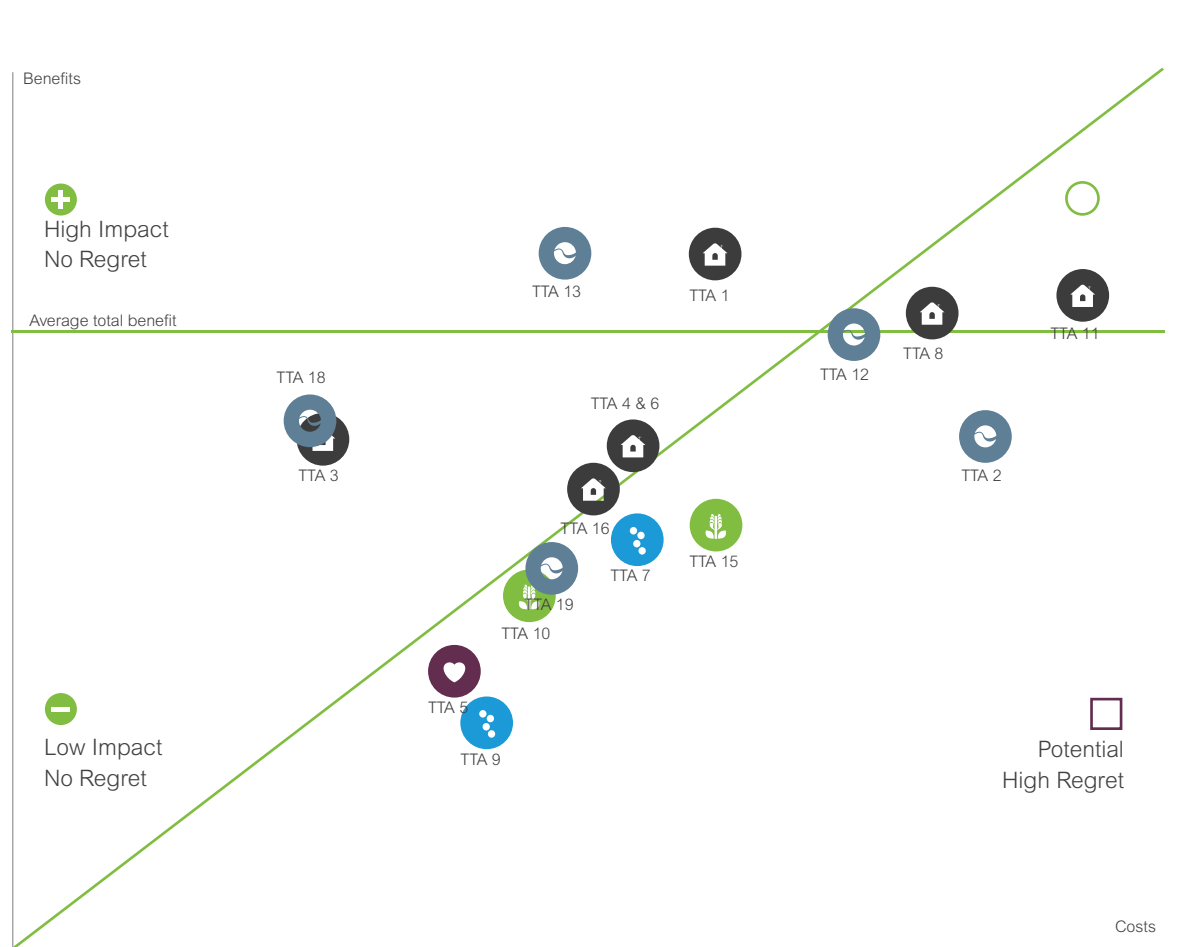 Benefits
High Impact
No Regret
TTA 13
TTA 1
Average total benefit
TTA 11
TTA 8
TTA 12
TTA 18
TTA 4 & 6
TTA 3
TTA 2
TTA 16
TTA 15
TTA 7
TTA 19
TTA 10
TTA 5
TTA 9
Low Impact
No Regret
Potential
High Regret
Costs